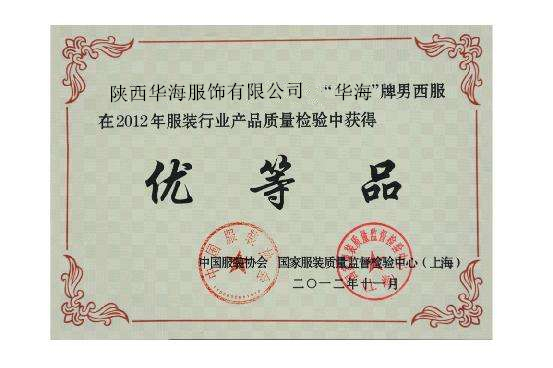 陕西华海服饰有限公司 “华海”牌男西服
在2012年服装行业产品质量检验中获得
优等品
中国服装协会 国家服装质量监督检验中心（上海）
二〇一二年十一月